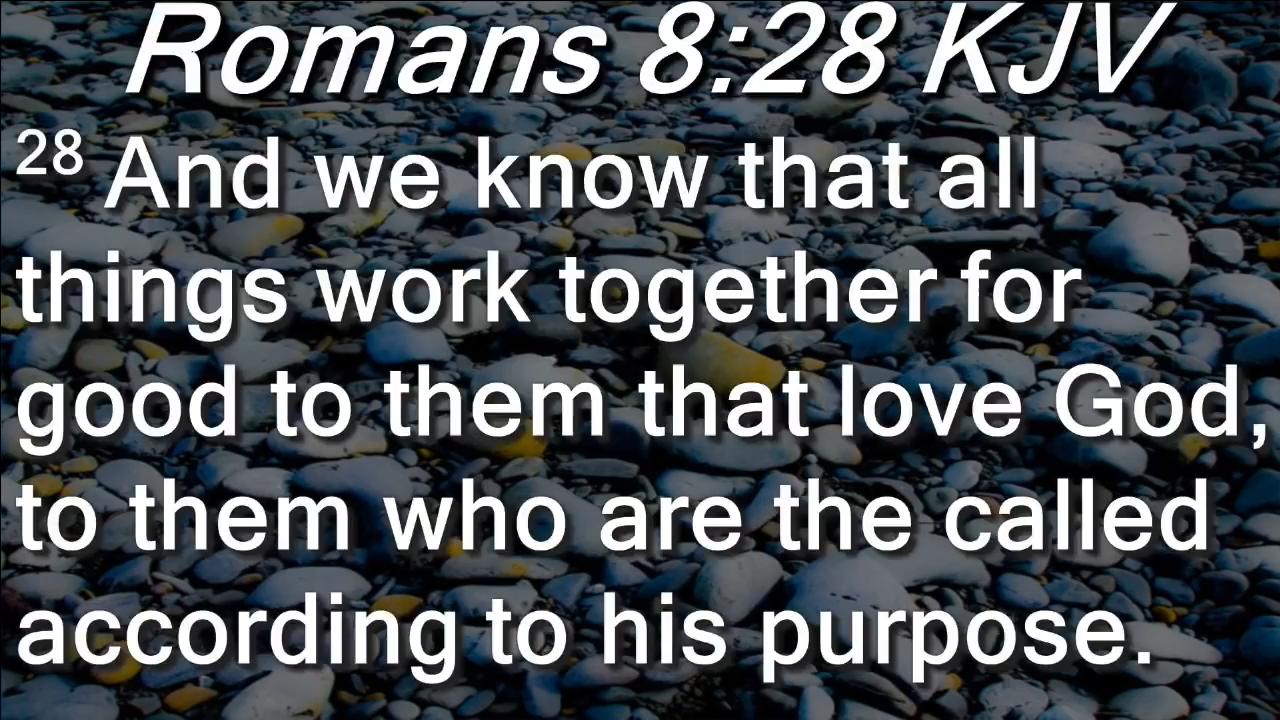 Romans 8:28 KJV
28 And we know that all
things work together for
good to them that love God,
to them who are the called
according to his purpose.